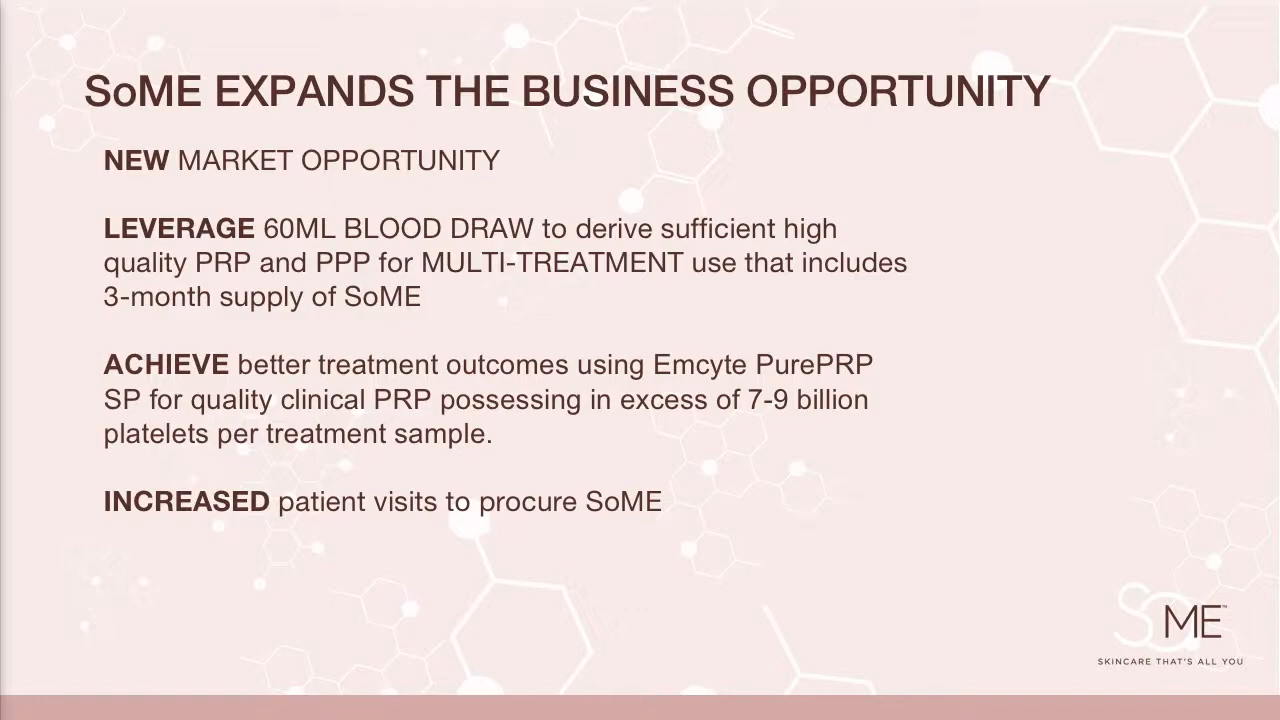 SoME EXPANDS THE BUSINESS OPPORTUNITY
NEW MARKET OPPORTUNITY
LEVERAGE 60ML BLOOD DRAW to derive sufficient high
quality PRP and PPP for MULTI-TREATMENT use that includes
3-month supply of SoME
ACHIEVE better treatment outcomes using Emcyte PurePRP
SP for quality clinical PRP possessing in excess of 7-9 billion
platelets per treatment sample.
INCREASED patient visits to procure SoME
SoME™
SKINCARE THAT'S ALL YOU